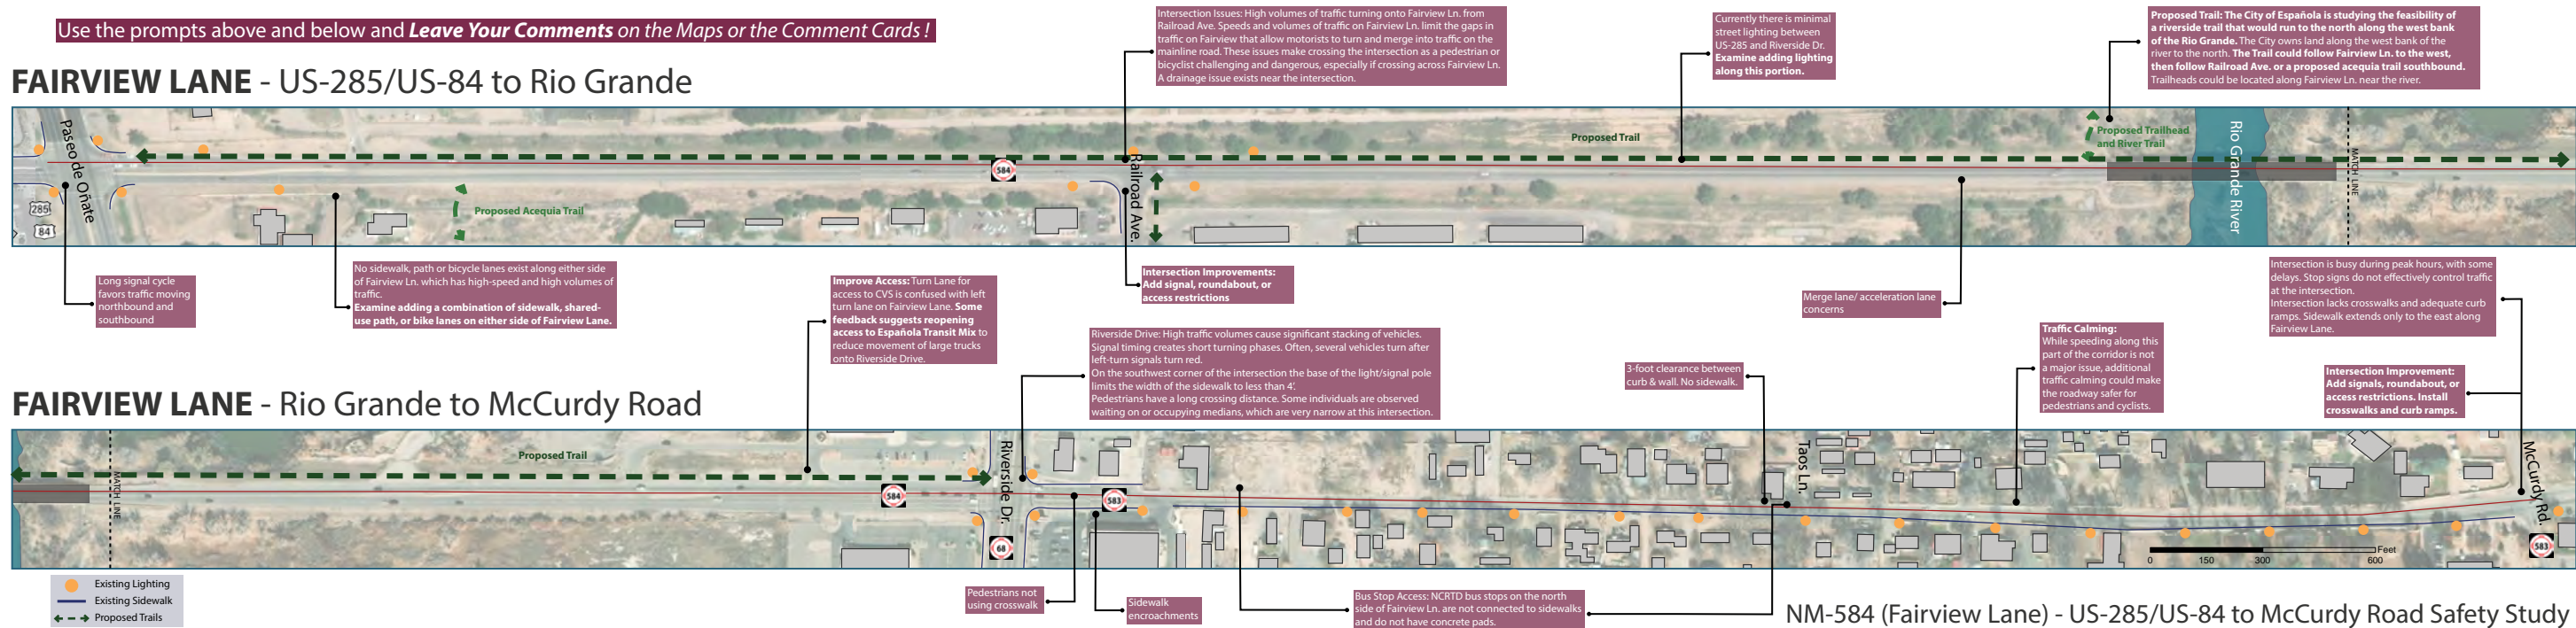 Use the prompts above and below and Leave Your Comments on the Maps or the Comment Cards !
FAIRVIEW LANE - US-285/US-84 to Rio Grande
Intersection Issues: High volumes of traffic turning onto Fairview Ln. from
Railroad Ave. Speeds and volumes of traffic on Fairview Ln. limit the gaps in
traffic on Fairview that allow motorists to turn and merge into traffic on the
mainline road. These issues make crossing the intersection as a pedestrian or
bicyclist challenging and dangerous, especially if crossing across Fairview Ln.
A drainage issue exists near the intersection.
Currently there is minimal
street lighting between
US-285 and Riverside Dr.
Examine adding lighting
along this portion.
Proposed Trail: The City of Española is studying the feasibility of
a riverside trail that would run to the north along the west bank
of the Rio Grande. The City owns land along the west bank of the
river to the north. The Trail could follow Fairview Ln. to the west,
then follow Railroad Ave. or a proposed acequia trail southbound.
Trailheads could be located along Fairview Ln. near the river.
Paseo de Oñate
285
84
Proposed Acequia Trail
584
Railroad Ave.
Proposed Trail
Proposed Trailhead
and River Trail
Rio Grande River
MATCH LINE
Long signal cycle
favors traffic moving
northbound and
southbound
No sidewalk, path or bicycle lanes exist along either side
of Fairview Ln. which has high-speed and high volumes of
traffic.
Examine adding a combination of sidewalk, shared-
use path, or bike lanes on either side of Fairview Lane.
Improve Access: Turn Lane for
access to CVS is confused with left
turn lane on Fairview Lane. Some
feedback suggests reopening
access to Española Transit Mix to
reduce movement of large trucks
onto Riverside Drive.
Intersection Improvements:
Add signal, roundabout, or
access restrictions
Riverside Drive: High traffic volumes cause significant stacking of vehicles.
Signal timing creates short turning phases. Often, several vehicles turn after
left-turn signals turn red.
On the southwest corner of the intersection the base of the light/signal pole
limits the width of the sidewalk to less than 4'.
Pedestrians have a long crossing distance. Some individuals are observed
waiting on or occupying medians, which are very narrow at this intersection.
Merge lane/ acceleration lane
concerns
3-foot clearance between
curb & wall. No sidewalk.
Traffic Calming:
While speeding along this
part of the corridor is not
a major issue, additional
traffic calming could make
the roadway safer for
pedestrians and cyclists.
Intersection is busy during peak hours, with some
delays. Stop signs do not effectively control traffic
at the intersection.
Intersection lacks crosswalks and adequate curb
ramps. Sidewalk extends only to the east along
Fairview Lane.
Intersection Improvement:
Add signals, roundabout, or
access restrictions. Install
crosswalks and curb ramps.
FAIRVIEW LANE - Rio Grande to McCurdy Road
MATCH LINE
Proposed Trail
584
Riverside Dr.
68
583
Taos Ln.
McCurdy Rd.
583
Feet
0 150 300 600
Existing Lighting
Existing Sidewalk
Proposed Trails
Pedestrians not
using crosswalk
Sidewalk
encroachments
Bus Stop Access: NCRTD bus stops on the north
side of Fairview Ln. are not connected to sidewalks
and do not have concrete pads.
NM-584 (Fairview Lane) - US-285/US-84 to McCurdy Road Safety Study